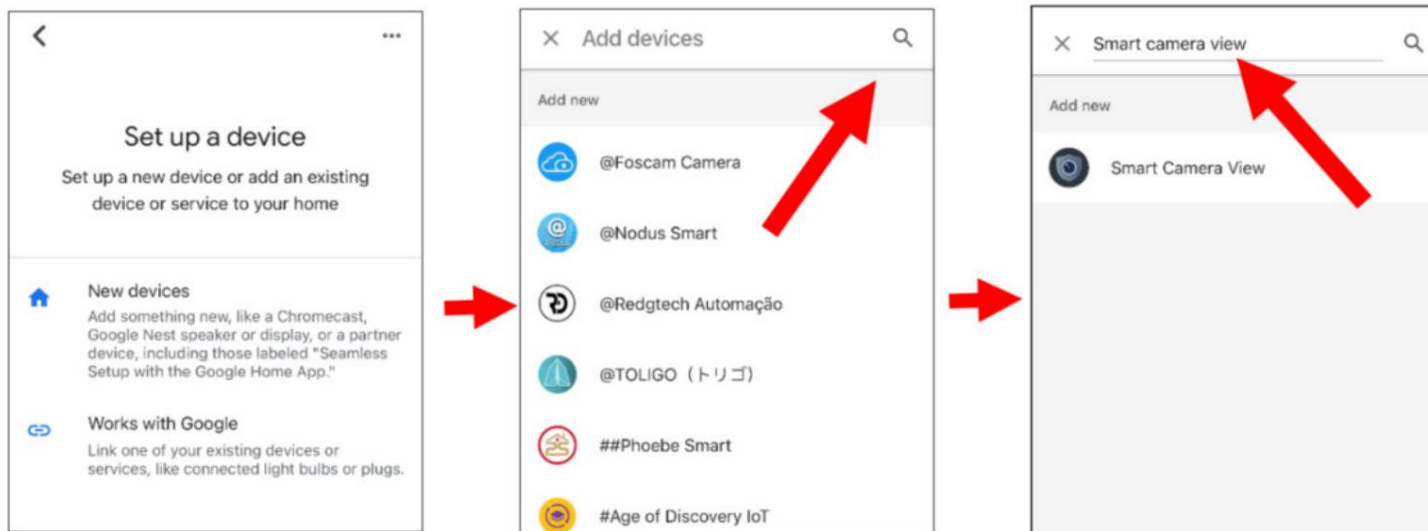 Set up a device
Set up a new device or add an existing
device or service to your home
New devices
Add something new, like a Chromecast,
Google Nest speaker or display, or a partner
device, including those labeled "Seamless
Setup with the Google Home App."
Works with Google
Link one of your existing devices or
services, like connected light bulbs or plugs.
Add devices
Add new
@Foscam Camera
@Nodus Smart
@Redgtech Automação
@TOLIGO（トリゴ）
##Phoebe Smart
#Age of Discovery IoT
Smart camera view
Add new
Smart Camera View